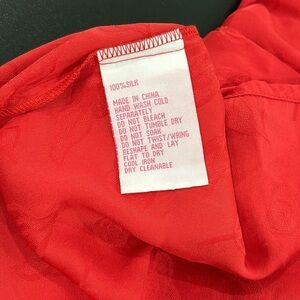 100%SILK
MADE IN CHINA
HAND WASH COLD
SEPARATELY
DO NOT BLEACH
DO NOT TUMBLE DRY
DO NOT SOAK
DO NOT TWIST/WRING
RESHAPE AND LAY
FLAT TO DRY
COOL IRON
DRY CLEANABLE